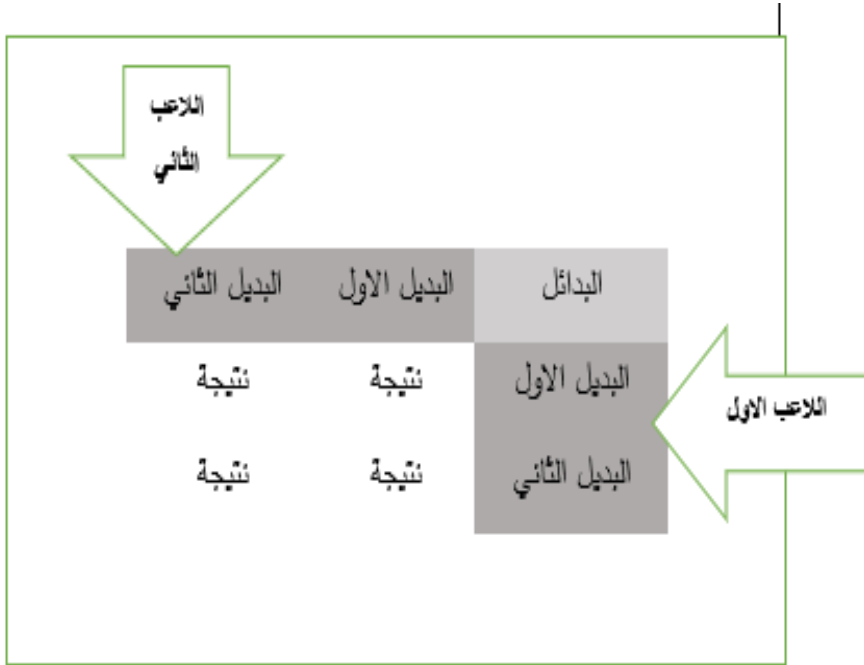 اللاعب
الثاني
البدائل البديل الاول البديل الثاني
البديل الاول نتيجة نتيجة
اللاعب الاول
البديل الثاني نتيجة نتيجة